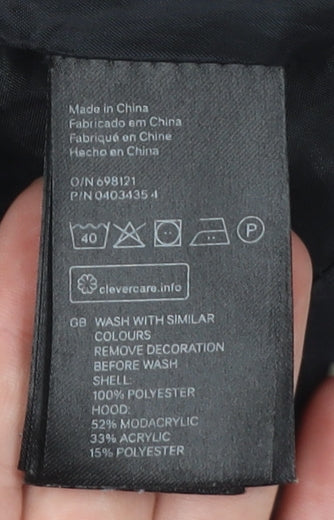 Made in China
Fabricado em China
Fabriqué en Chine
Hecho en China
O/N 698121
P/N 0403435 4
40 P
clevercare.info
GB WASH WITH SIMILAR
COLOURS
REMOVE DECORATION
BEFORE WASH
SHELL:
100% POLYESTER
HOOD:
52% MODACRYLIC
33% ACRYLIC
15% POLYESTER